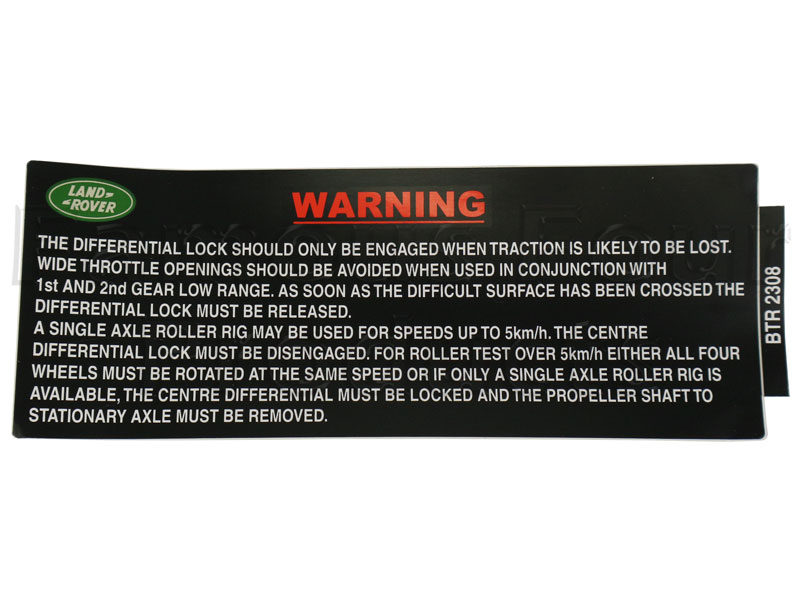 LAND-
-ROVER
WARNING
THE DIFFERENTIAL LOCK SHOULD ONLY BE ENGAGED WHEN TRACTION IS LIKELY TO BE LOST.
WIDE THROTTLE OPENINGS SHOULD BE AVOIDED WHEN USED IN CONJUNCTION WITH
1st AND 2nd GEAR LOW RANGE. AS SOON AS THE DIFFICULT SURFACE HAS BEEN CROSSED THE
DIFFERENTIAL LOCK MUST BE RELEASED.
A SINGLE AXLE ROLLER RIG MAY BE USED FOR SPEEDS UP TO 5km/h. THE CENTRE
DIFFERENTIAL LOCK MUST BE DISENGAGED. FOR ROLLER TEST OVER 5km/h EITHER ALL FOUR
WHEELS MUST BE ROTATED AT THE SAME SPEED OR IF ONLY A SINGLE AXLE ROLLER RIG IS
AVAILABLE, THE CENTRE DIFFERENTIAL MUST BE LOCKED AND THE PROPELLER SHAFT TO
STATIONARY AXLE MUST BE REMOVED.
BTR 2308